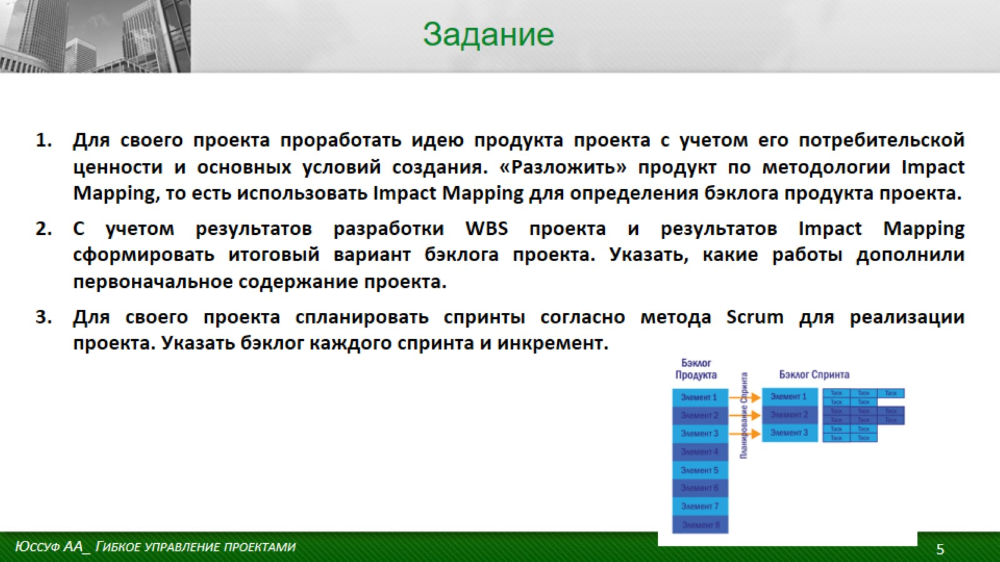 Задание
1. Для своего проекта проработать идею продукта проекта с учетом его потребительской
ценности и основных условий создания. «Разложить» продукт по методологии Impact
Mapping, то есть использовать Impact Mapping для определения бэклога продукта проекта.
2. С учетом результатов разработки WBS проекта и результатов Impact Mapping
сформировать итоговый вариант бэклога проекта. Указать, какие работы дополнили
первоначальное содержание проекта.
3. Для своего проекта спланировать спринты согласно метода Scrum для реализации
проекта. Указать бэклог каждого спринта и инкремент.
Бэклог
Продукта
Элемент 1
Элемент 2
Элемент 3
Элемент 4
Элемент 5
Элемент 6
Элемент 7
Элемент 8
Планирование Спринта
Бэклог Спринта
Элемент 1
Элемент 2
Элемент 3
Таск Таск Таск
Таск Таск
Таск Таск Таск
Таск Таск Таск
Таск Таск
Таск Таск
Юссуф АА_ Гибкое управление проектами
5